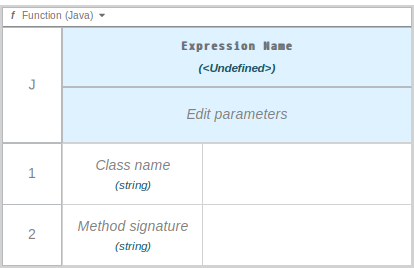 f Function (Java)
Expression Name
(<Undefined>)
J
Edit parameters
1
Class name
(string)
2
Method signature
(string)